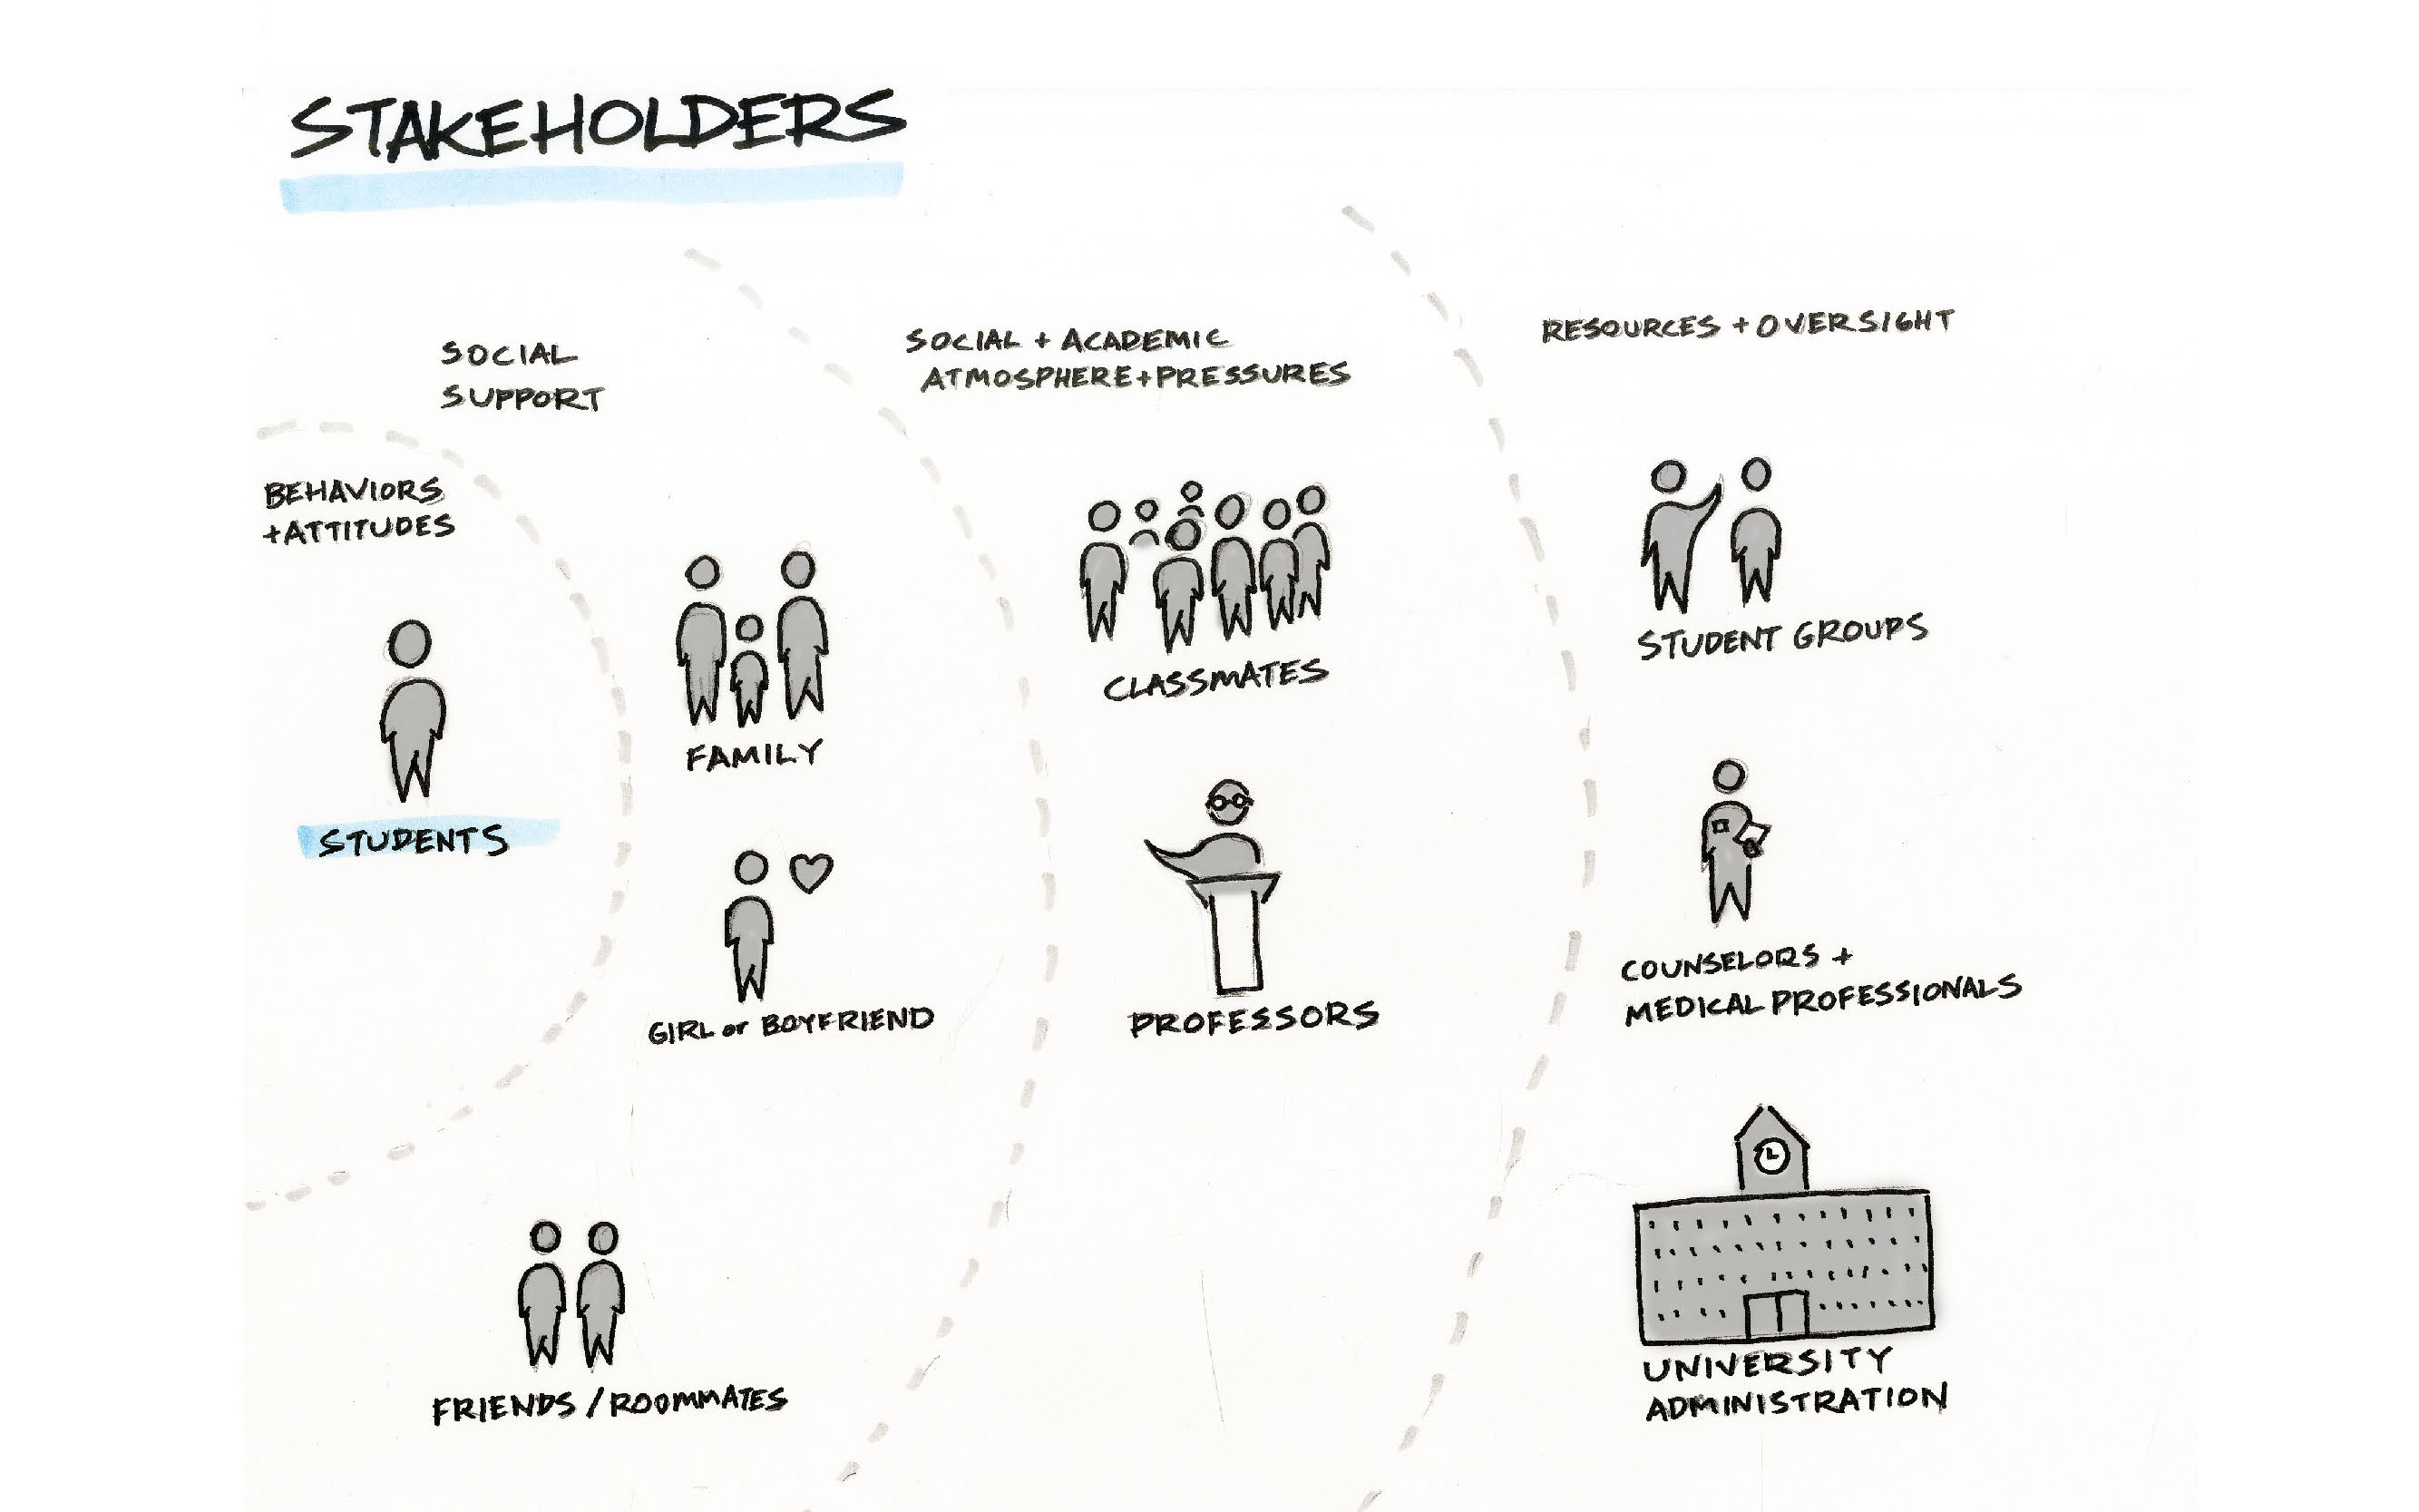 STAKEHOLDERS
SOCIAL
SUPPORT
SOCIAL + ACADEMIC
ATMOSPHERE + PRESSURES
RESOURCES + OVERSIGHT
BEHAVIORS
+ATTITUDES
STUDENTS
FAMILY
GIRL or BOYFRIEND
FRIENDS / ROOMMATES
CLASSMATES
PROFESSORS
STUDENT GROUPS
COUNSELORS +
MEDICAL PROFESSIONALS
UNIVERSITY
ADMINISTRATION